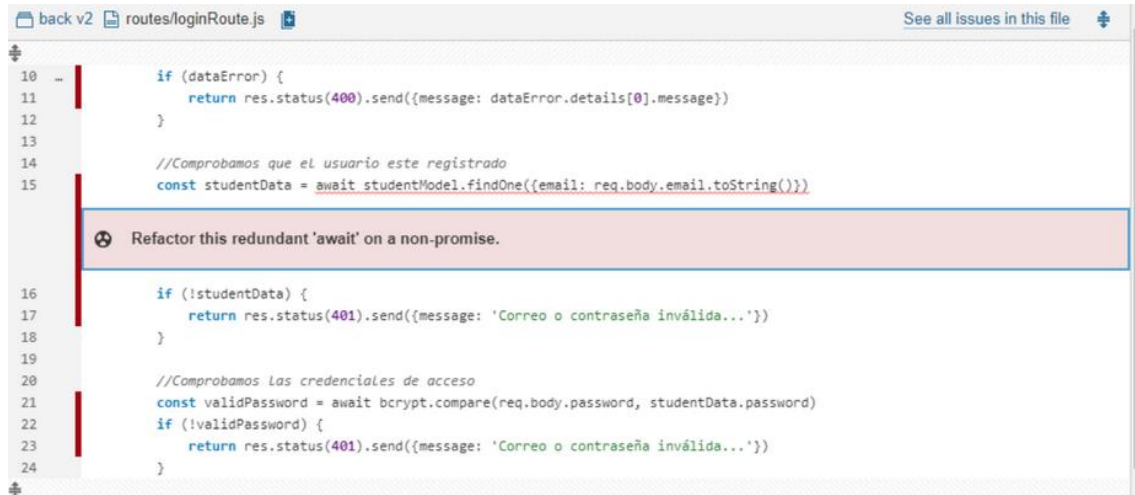 back v2 routes/loginRoute.js See all issues in this file
10 … if (dataError) {
11 return res.status(400).send({message: dataError.details[0].message})
12 }
13
14 //Comprobamos que el usuario este registrado
15 const studentData = await studentModel.findOne({email: req.body.email.toString()})
Refactor this redundant 'await' on a non-promise.
16 if (!studentData) {
17 return res.status(401).send({message: 'Correo o contraseña inválida...'})
18 }
19
20 //Comprobamos las credenciales de acceso
21 const validPassword = await bcrypt.compare(req.body.password, studentData.password)
22 if (!validPassword) {
23 return res.status(401).send({message: 'Correo o contraseña inválida...'})
24 }